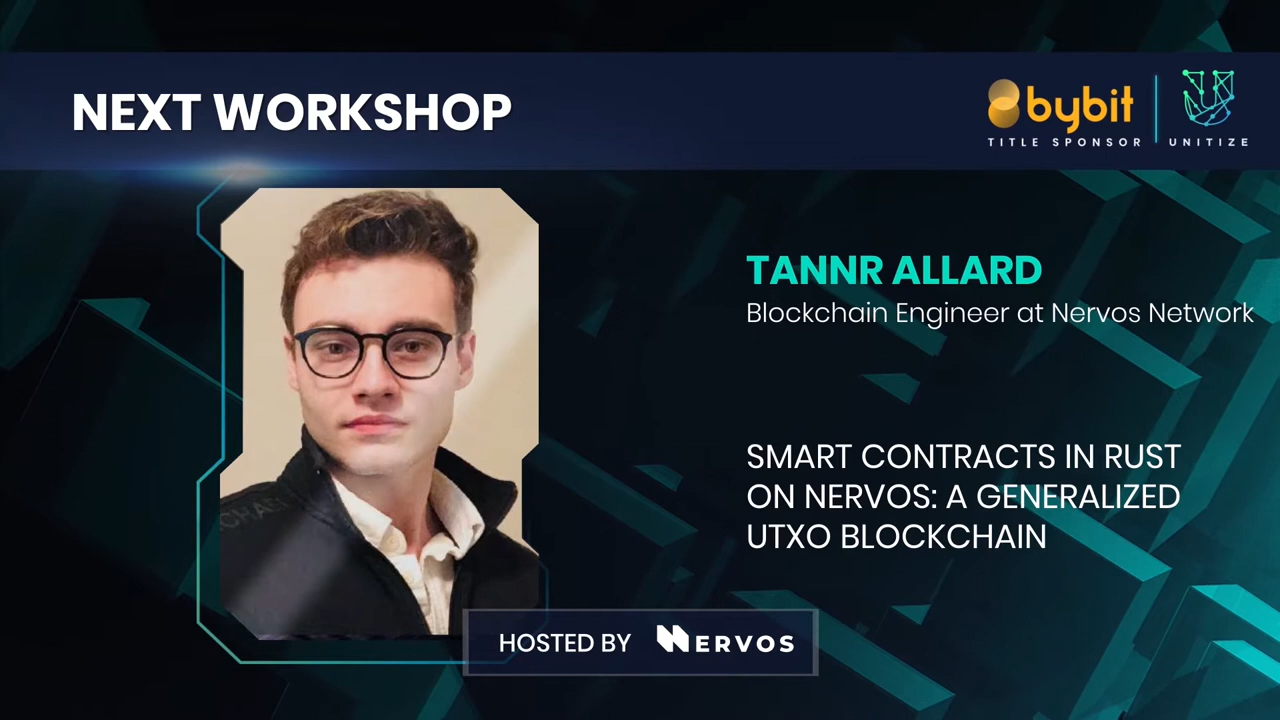 NEXT WORKSHOP
bybit
TITLE SPONSOR
UNITIZE
TANNR ALLARD
Blockchain Engineer at Nervos Network
SMART CONTRACTS IN RUST
ON NERVOS: A GENERALIZED
UTXO BLOCKCHAIN
HOSTED BY NERVOS